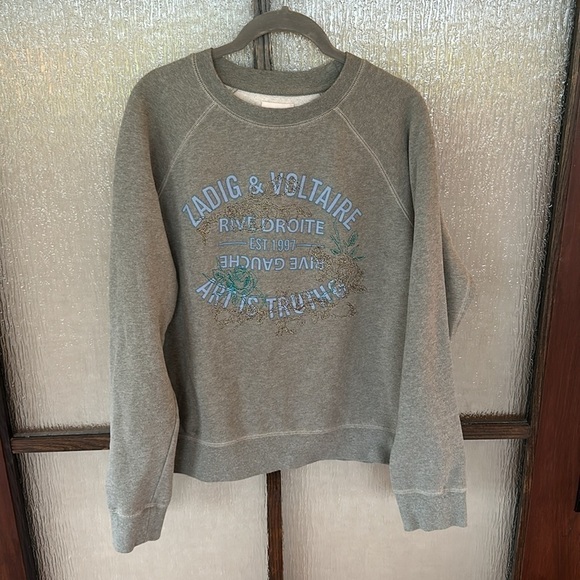 ZADIG & VOLTAIRE
RIVE DROITE
EST 1997
RIVE GAUCHE
ART IS TRUTH